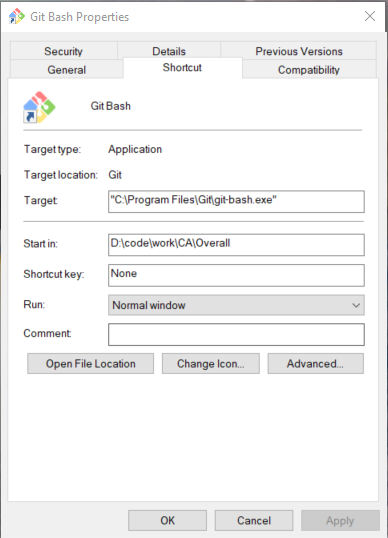 Git Bash Properties
Security Details Previous Versions
General Shortcut Compatibility
Git Bash
Target type: Application
Target location: Git
Target: "C:\Program Files\Git\git-bash.exe"
Start in: D:\code\work\CA\Overall
Shortcut key: None
Run: Normal window
Comment:
Open File Location Change Icon... Advanced...
OK Cancel Apply